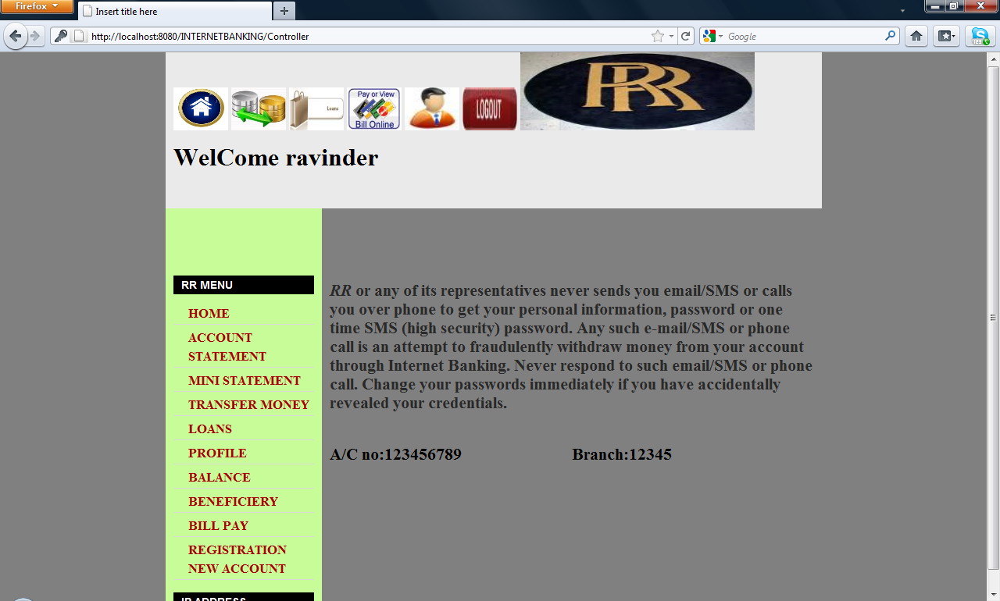 Firefox
Insert title here
http://localhost:8080/INTERNETBANKING/Controller
Google
Loans
Pay or View
Bill Online
LOGOUT
RR
WelCome ravinder
RR MENU
HOME
ACCOUNT
STATEMENT
MINI STATEMENT
TRANSFER MONEY
LOANS
PROFILE
BALANCE
BENEFICIERY
BILL PAY
REGISTRATION
NEW ACCOUNT
IP ADDRESS
RR or any of its representatives never sends you email/SMS or calls
you over phone to get your personal information, password or one
time SMS (high security) password. Any such e-mail/SMS or phone
call is an attempt to fraudulently withdraw money from your account
through Internet Banking. Never respond to such email/SMS or phone
call. Change your passwords immediately if you have accidentally
revealed your credentials.
A/C no:123456789 Branch:12345